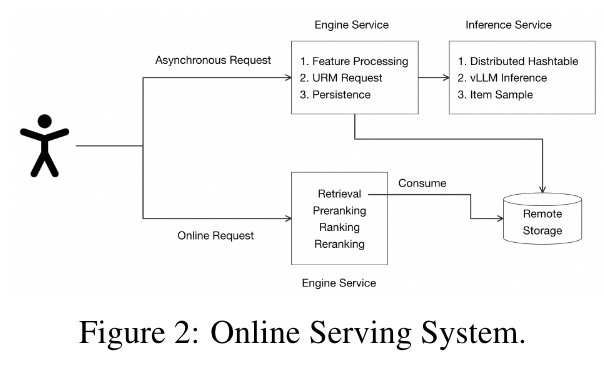 Engine Service
Inference Service
Asynchronous Request
1. Feature Processing
2. URM Request
3. Persistence
1. Distributed Hashtable
2. vLLM Inference
3. Item Sample
Online Request
Retrieval
Preranking
Ranking
Reranking
Engine Service
Consume
Remote
Storage
Figure 2: Online Serving System.